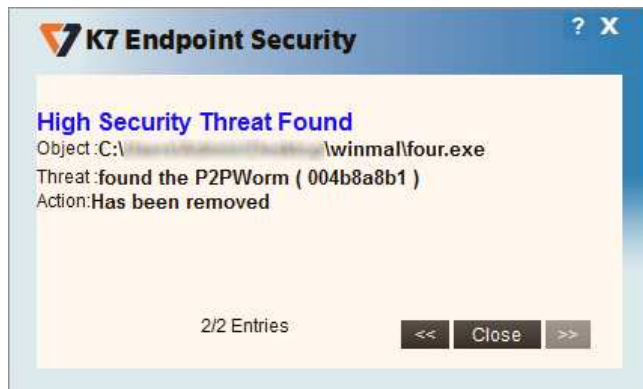 K7 Endpoint Security ? X
High Security Threat Found
Object :C:\ \winmal\four.exe
Threat :found the P2PWorm ( 004b8a8b1 )
Action:Has been removed
2/2 Entries << Close >>